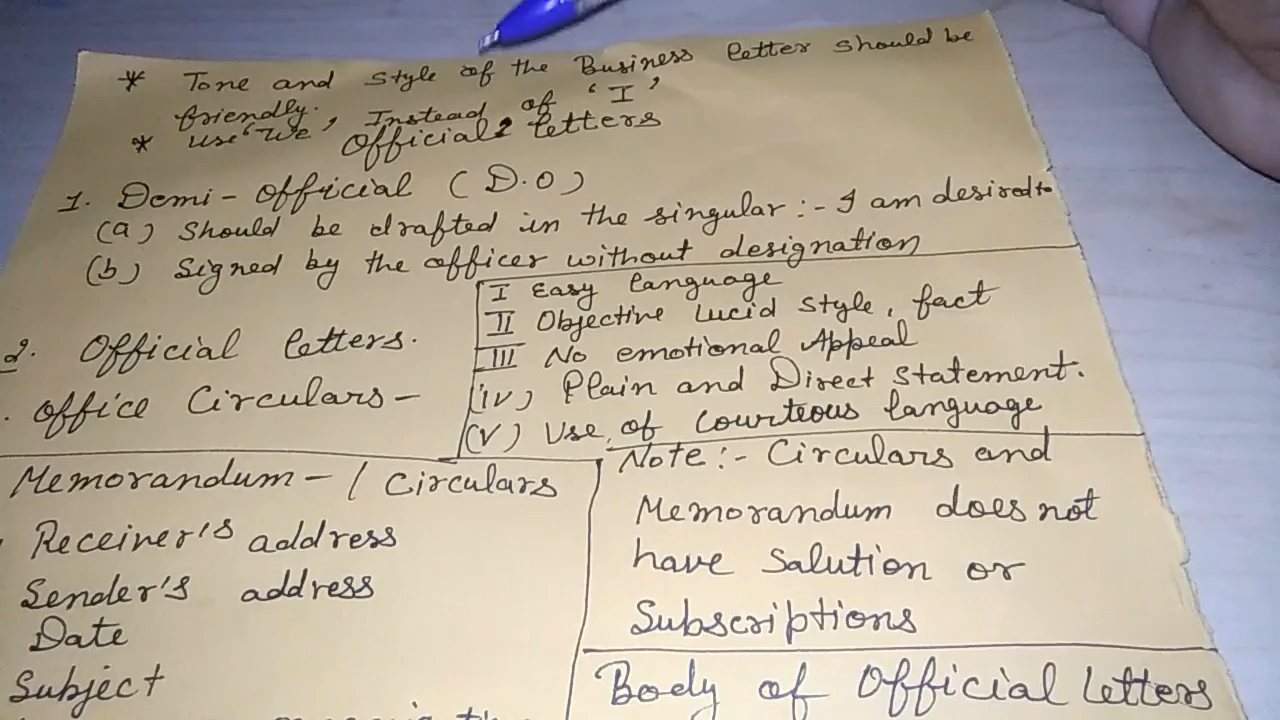 * Tone and style of the Business letter should be
friendly.
* use 'we', Instead of 'I'
Official letters
1. Demi-official (D.O)
(a) Should be drafted in the singular :- I am desired to
(b) Signed by the officer without designation
I Easy language
II Objective Lucid style, fact
III No emotional Appeal
(iv) Plain and Direct statement.
(v) Use of Courteous language
2. Official letters.
. office Circulars -
Memorandum - / Circulars
Receiver's address
Sender's address
Date
Subject
Note :- Circulars and
Memorandum does not
have Salution or
Subscriptions
Body of Official letters